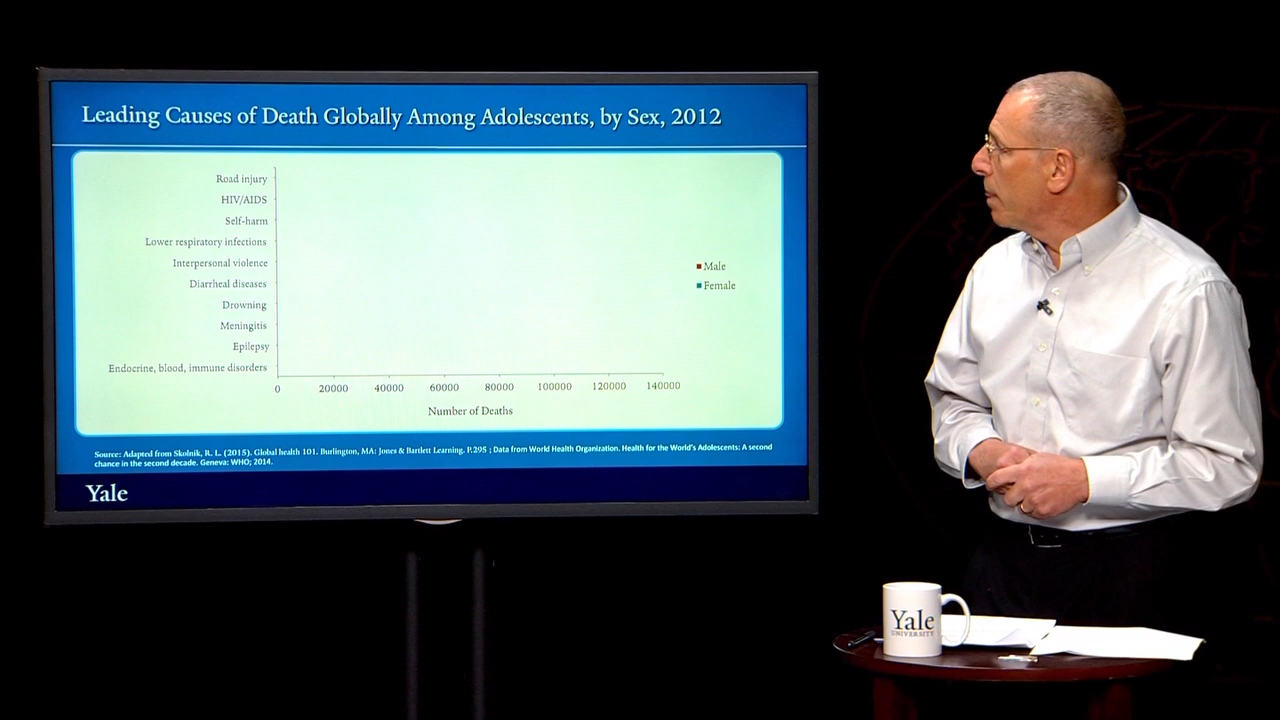 Leading Causes of Death Globally Among Adolescents, by Sex, 2012
Road injury
HIV/AIDS
Self-harm
Lower respiratory infections
Interpersonal violence
Diarrheal diseases
Drowning
Meningitis
Epilepsy
Endocrine, blood, immune disorders
Male
Female
0 20000 40000 60000 80000 100000 120000 140000
Number of Deaths
Source: Adapted from Skolnik, R. L. (2015). Global health 101. Burlington, MA: Jones & Bartlett Learning. P.295 ; Data from World Health Organization. Health for the World's Adolescents: A second
chance in the second decade. Geneva: WHO; 2014.
Yale
Yale
UNIVERSITY